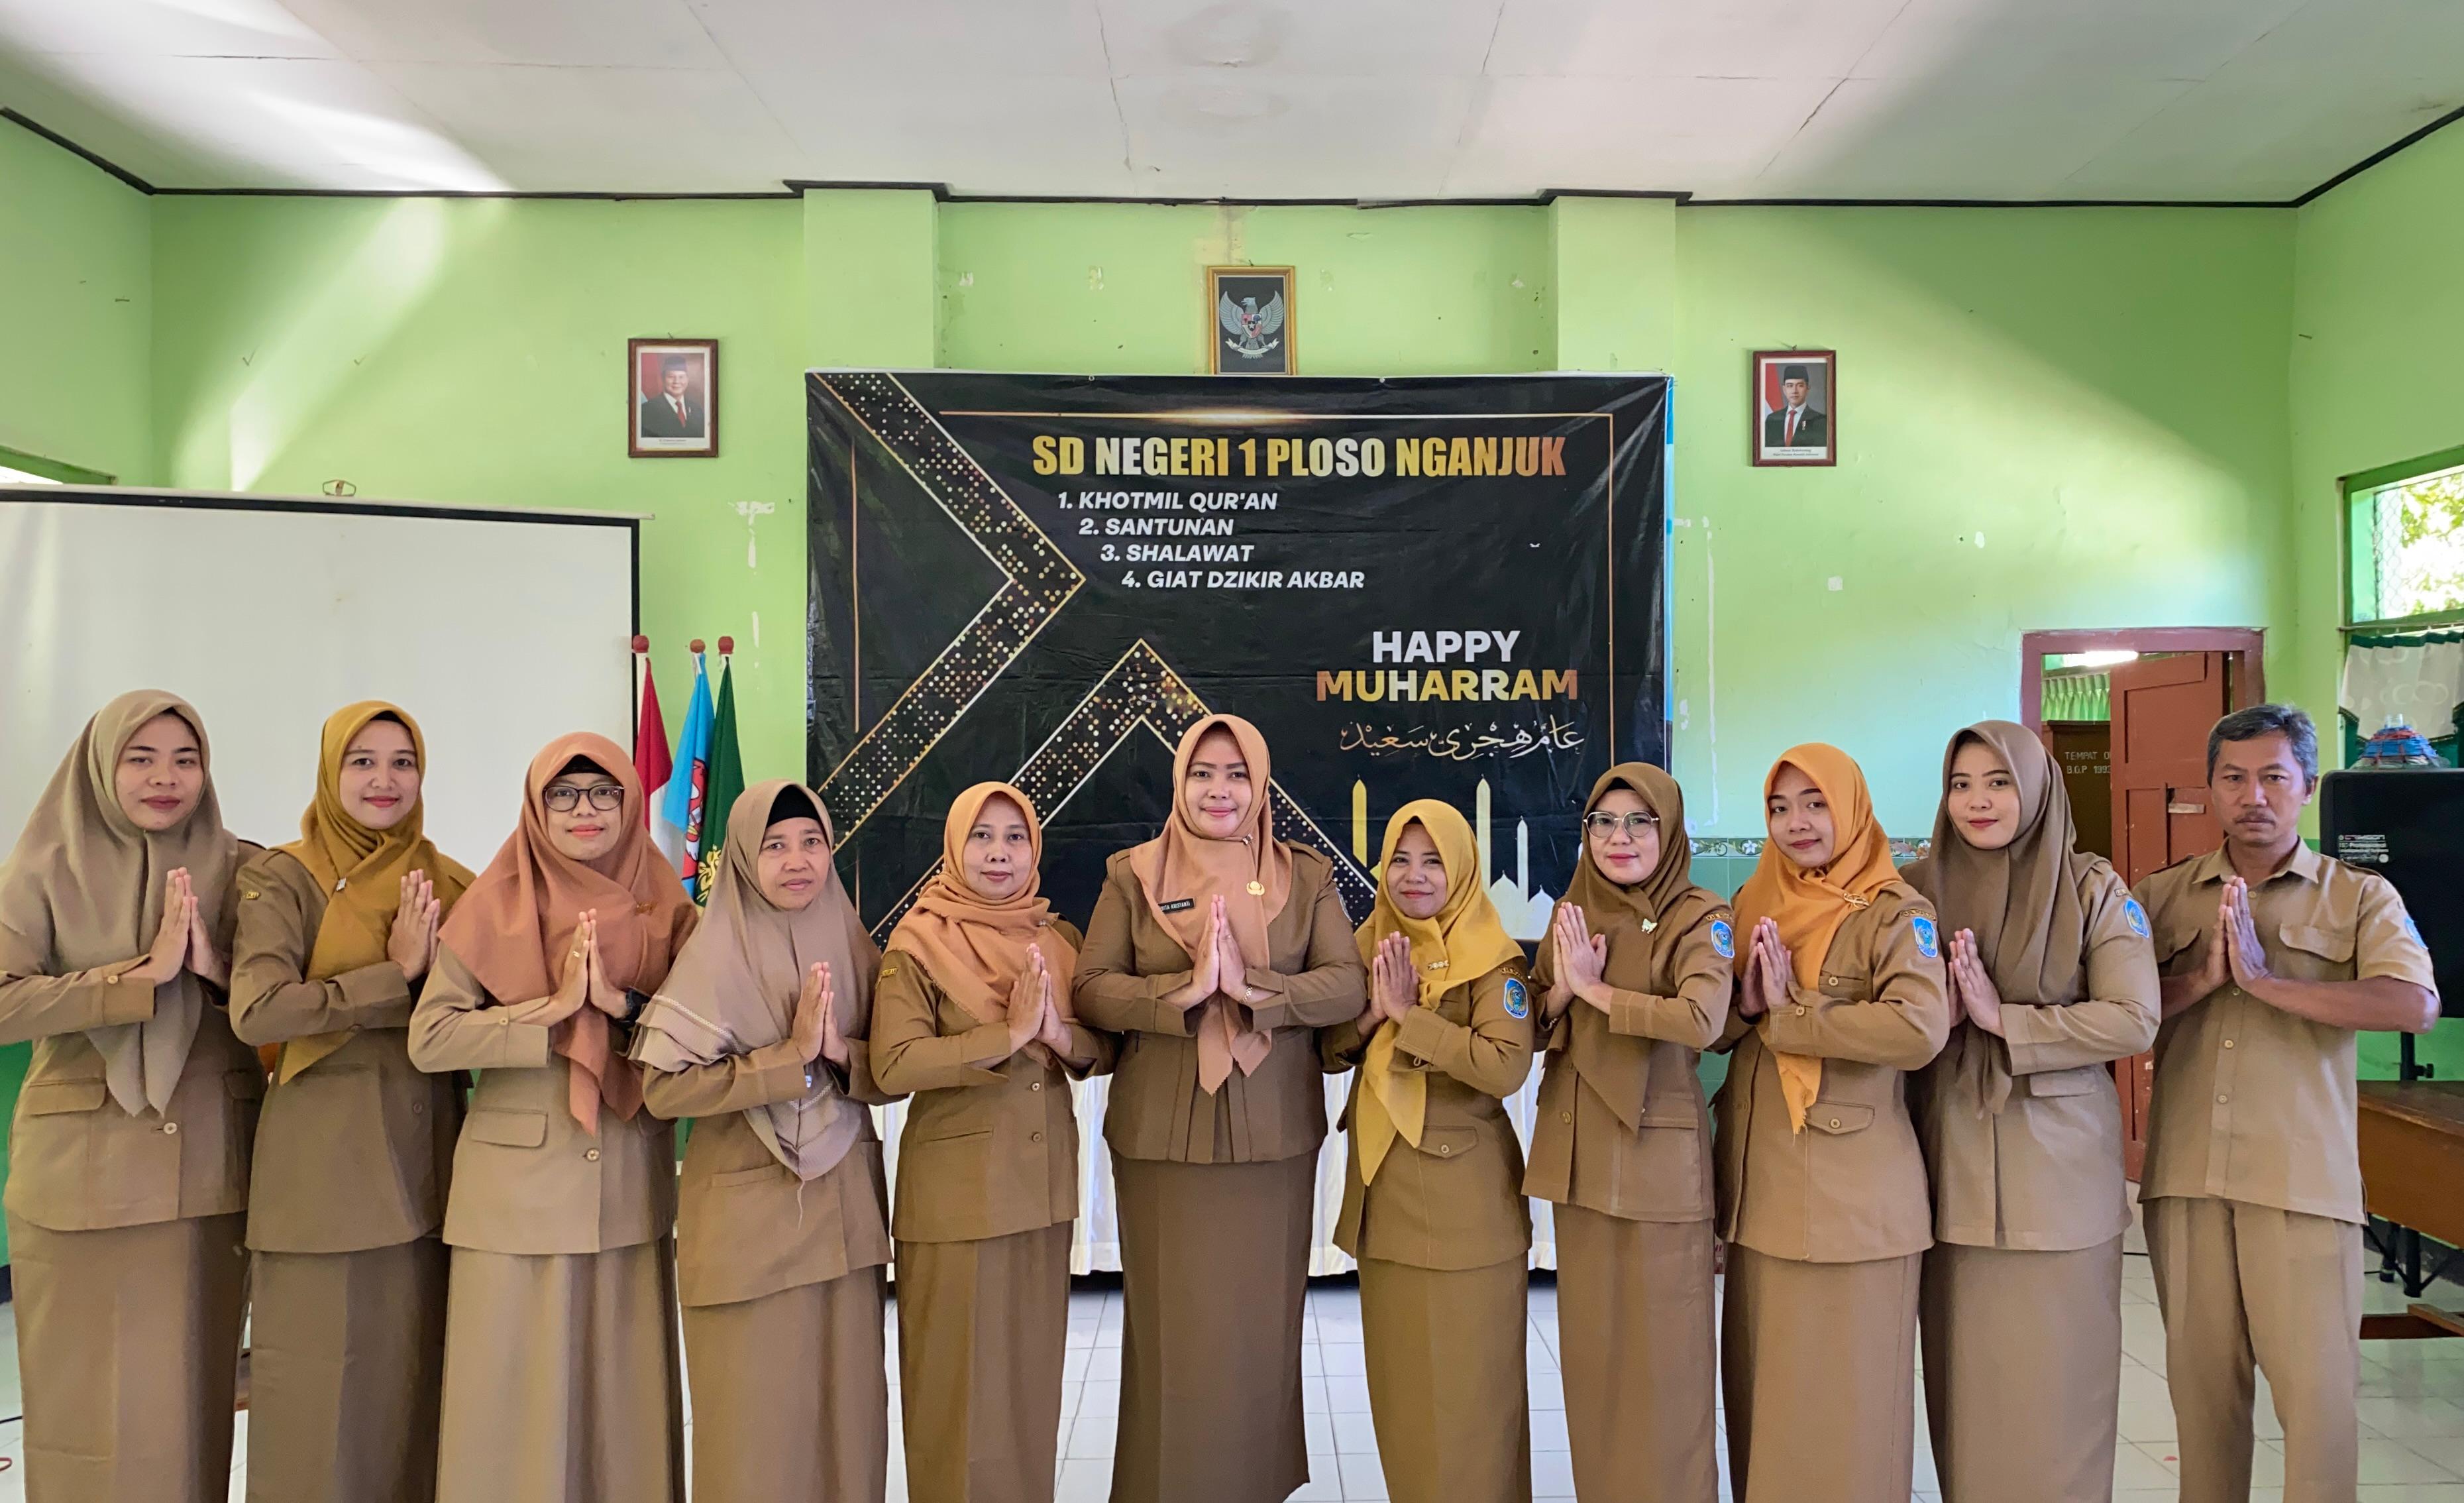 SD NEGERI 1 PLOSO NGANJUK
1. KHOTMIL QUR'AN
2. SANTUNAN
3. SHALAWAT
4. GIAT DZIKIR AKBAR
HAPPY
MUHARRAM
عام هجري سعيد
TEMPAT